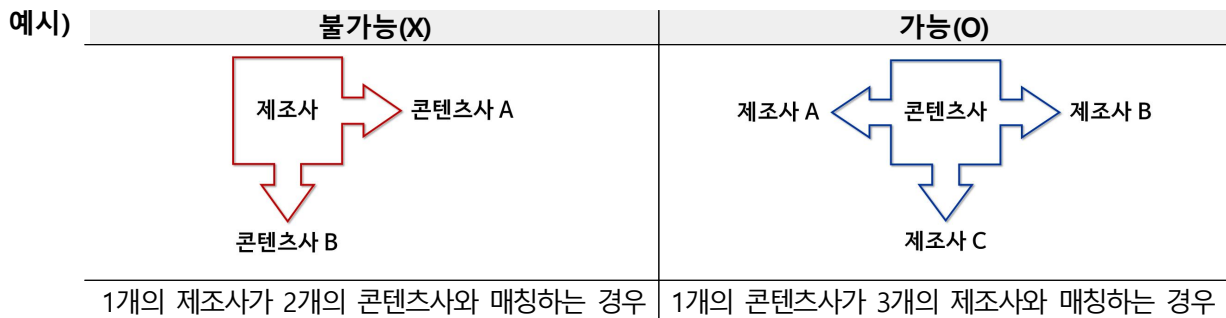 예시)
불가능(X)
가능(O)
제조사
콘텐츠사 A
콘텐츠사 B
제조사 A
콘텐츠사
제조사 B
제조사 C
1개의 제조사가 2개의 콘텐츠사와 매칭하는 경우
1개의 콘텐츠사가 3개의 제조사와 매칭하는 경우